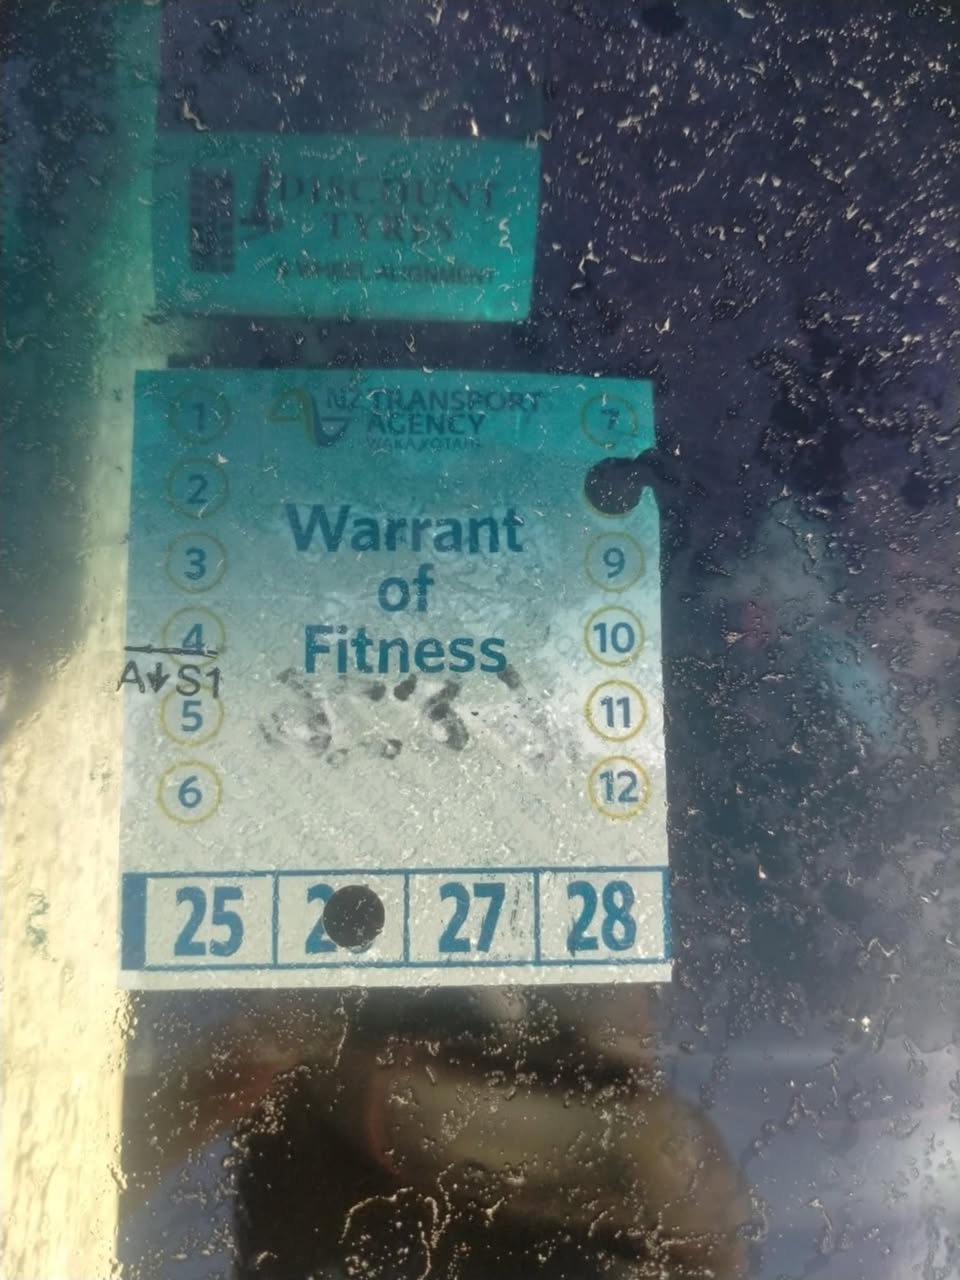 DISCOUNT
TYRES
& WHEEL ALIGNMENT
NZ TRANSPORT
AGENCY
WAKA KOTAHI
Warrant
of
Fitness
1
2
3
4
A↓S1
5
6
7
9
10
11
12
25 2 27 28